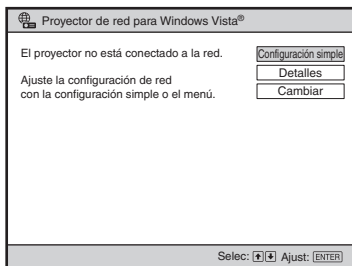 Proyector de red para Windows Vista®
El proyector no está conectado a la red.
Ajuste la configuración de red
con la configuración simple o el menú.
Configuración simple
Detalles
Cambiar
Selec: ↑ ↓ Ajust: ENTER